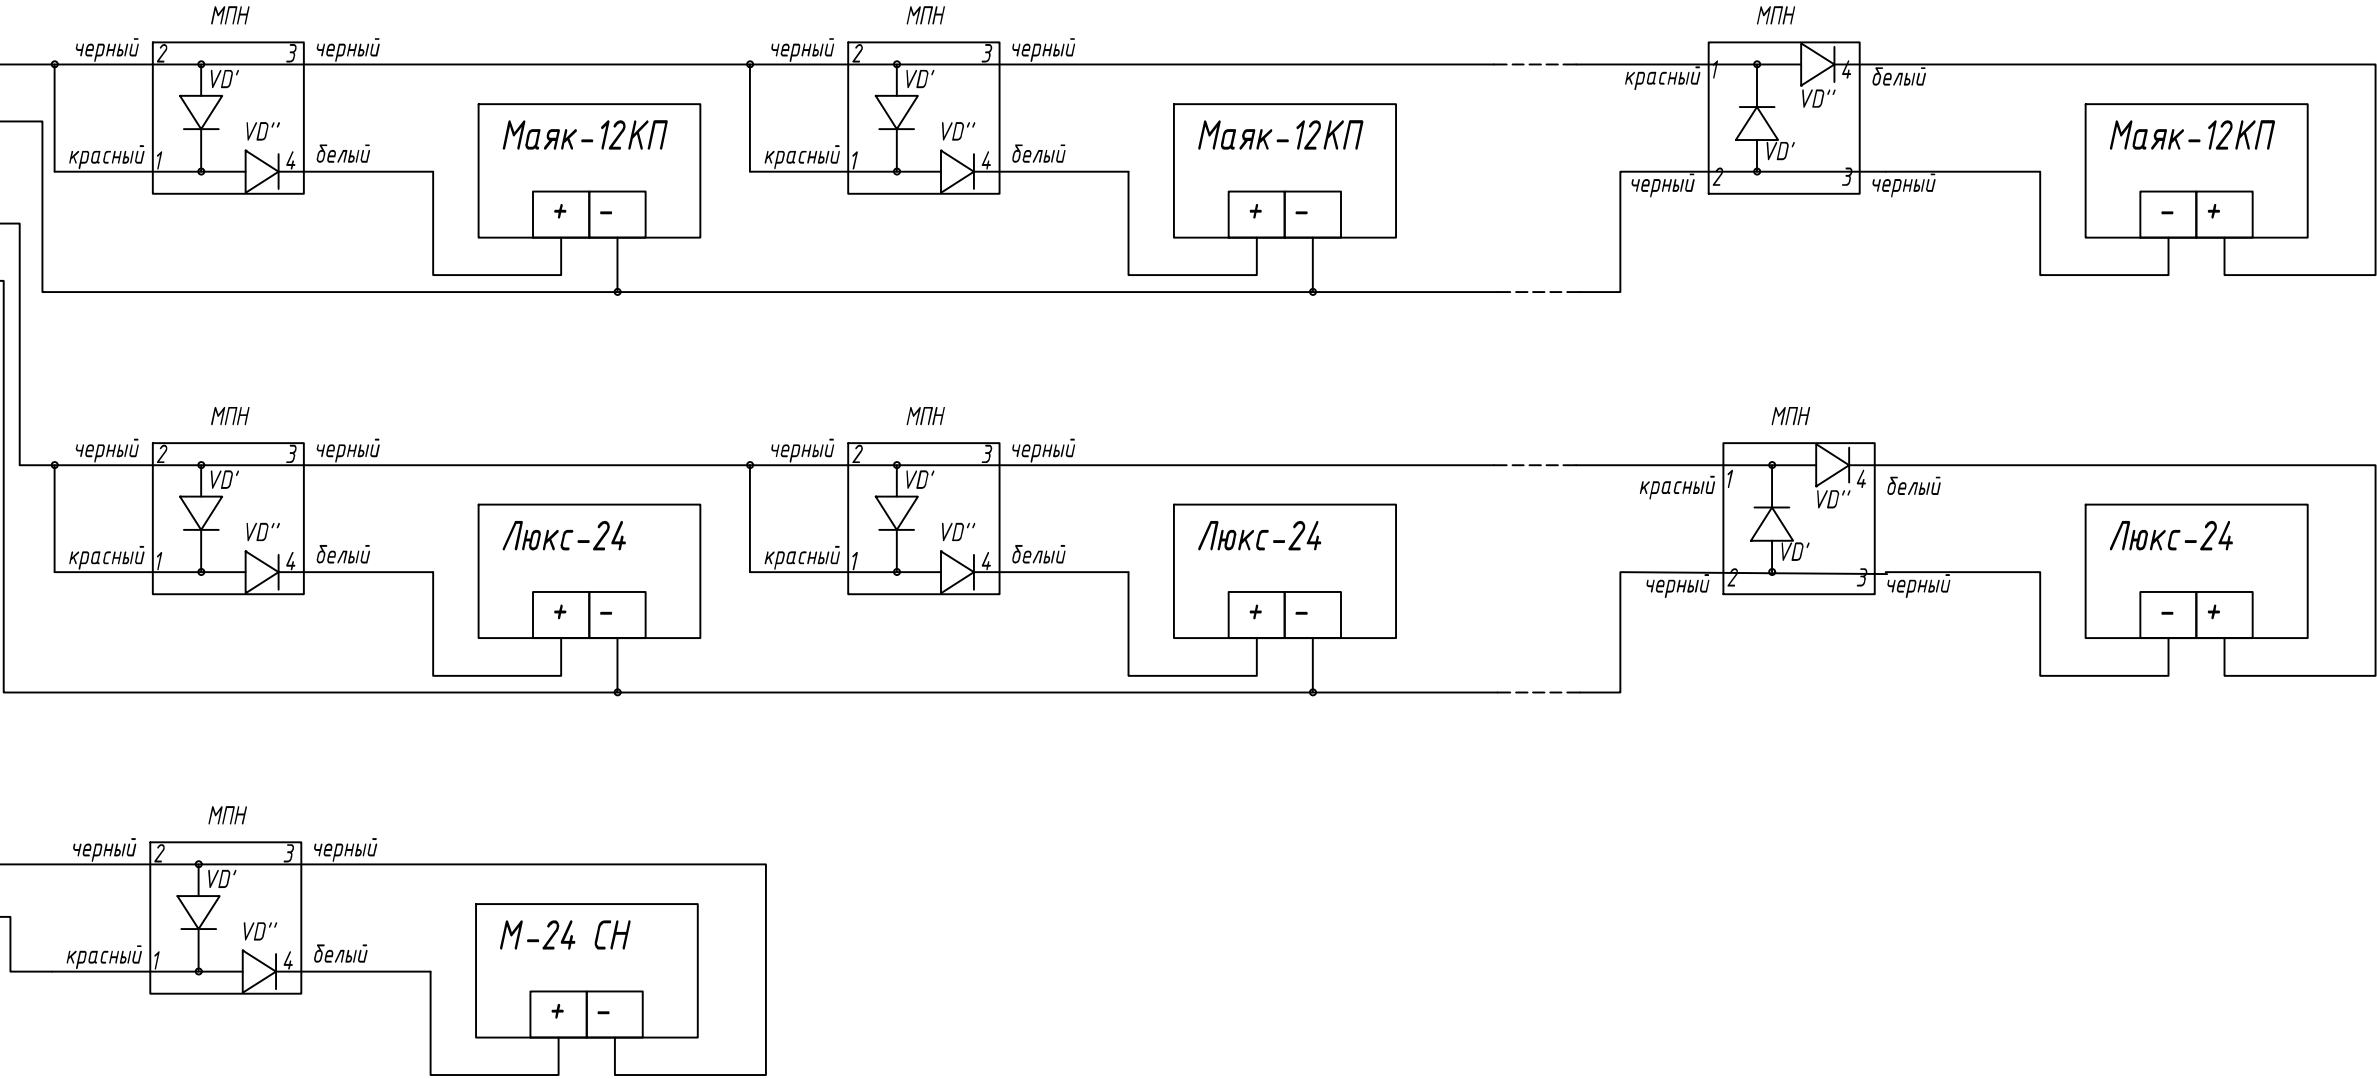 МПН МПН МПН
черный 2 3 черный черный 2 3 черный
VD' VD' красный 1 VD'' 4 белый
Маяк-12КП Маяк-12КП Маяк-12КП
VD'' VD'' VD'
красный 1 4 белый красный 1 4 белый
черный 2 3 черный
+ - + - - +
МПН МПН МПН
черный 2 3 черный черный 2 3 черный
VD' VD' красный 1 VD'' 4 белый
Люкс-24 Люкс-24 Люкс-24
VD'' VD'' VD'
красный 1 4 белый красный 1 4 белый
черный 2 3 черный
+ - + - - +
МПН
черный 2 3 черный
VD'
М-24 СН
VD''
красный 1 4 белый
+ -